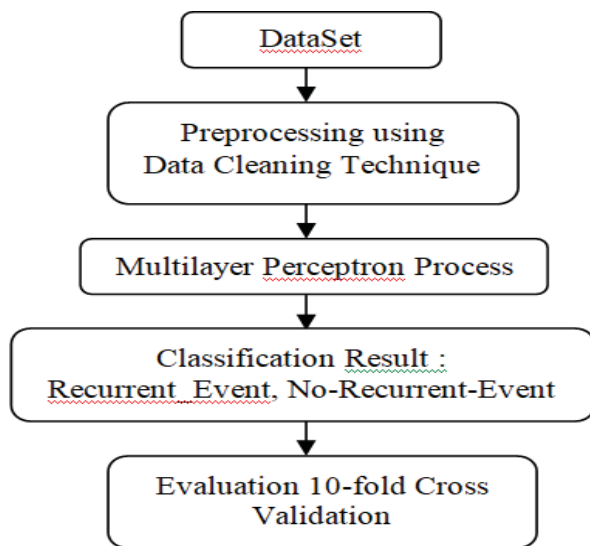 DataSet
Preprocessing using
Data Cleaning Technique
Multilayer Perceptron Process
Classification Result :
Recurrent_Event, No-Recurrent-Event
Evaluation 10-fold Cross
Validation